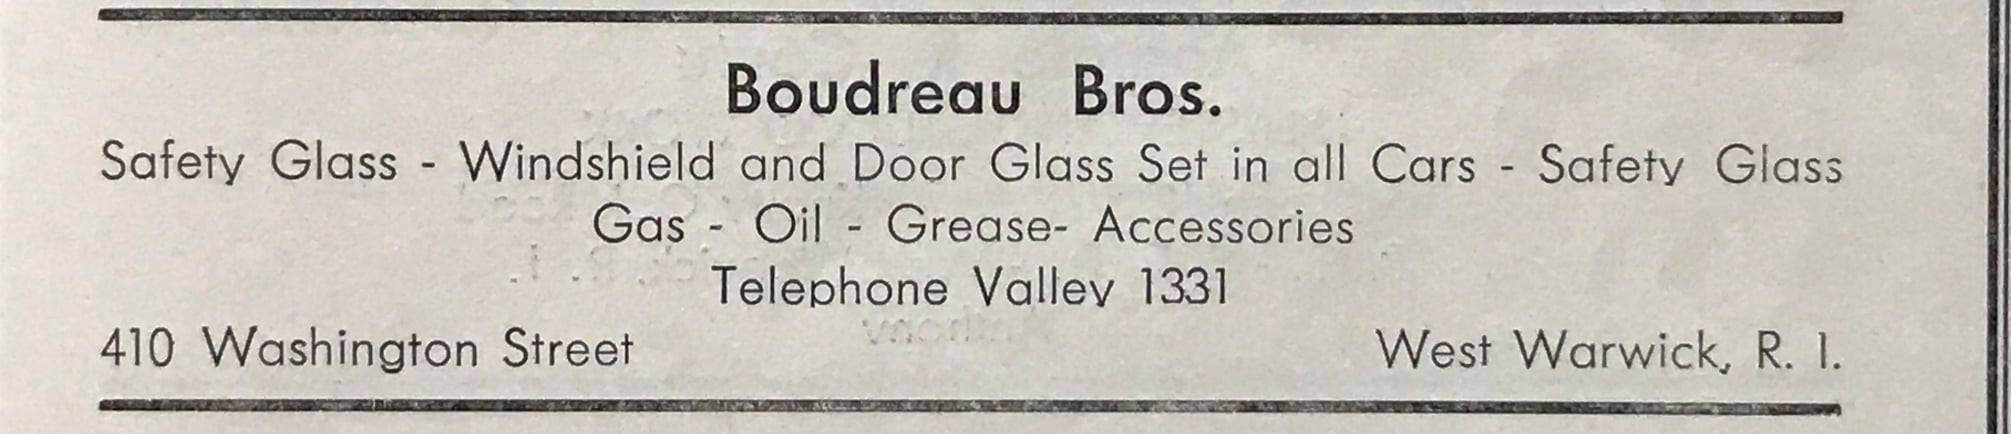 Boudreau Bros.
Safety Glass - Windshield and Door Glass Set in all Cars - Safety Glass
Gas - Oil - Grease- Accessories
Telephone Valley 1331
410 Washington Street West Warwick, R. I.